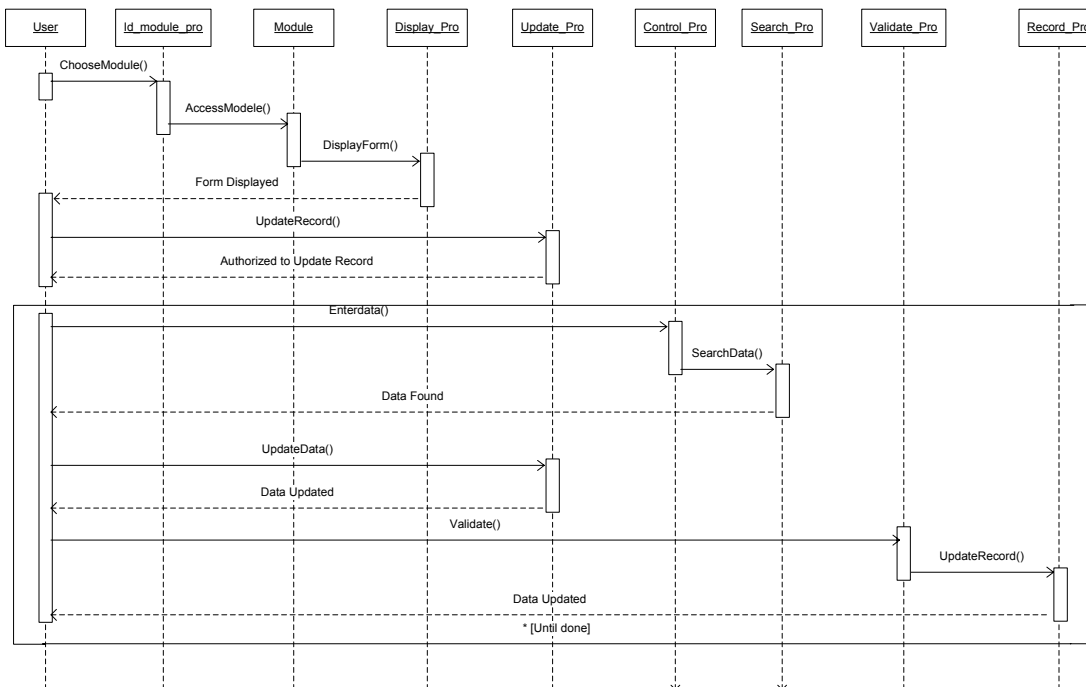 User
Id_module_pro
Module
Display_Pro
Update_Pro
Control_Pro
Search_Pro
Validate_Pro
Record_Pro
ChooseModule()
AccessModele()
DisplayForm()
Form Displayed
UpdateRecord()
Authorized to Update Record
Enterdata()
SearchData()
Data Found
UpdateData()
Data Updated
Validate()
UpdateRecord()
Data Updated
* [Until done]